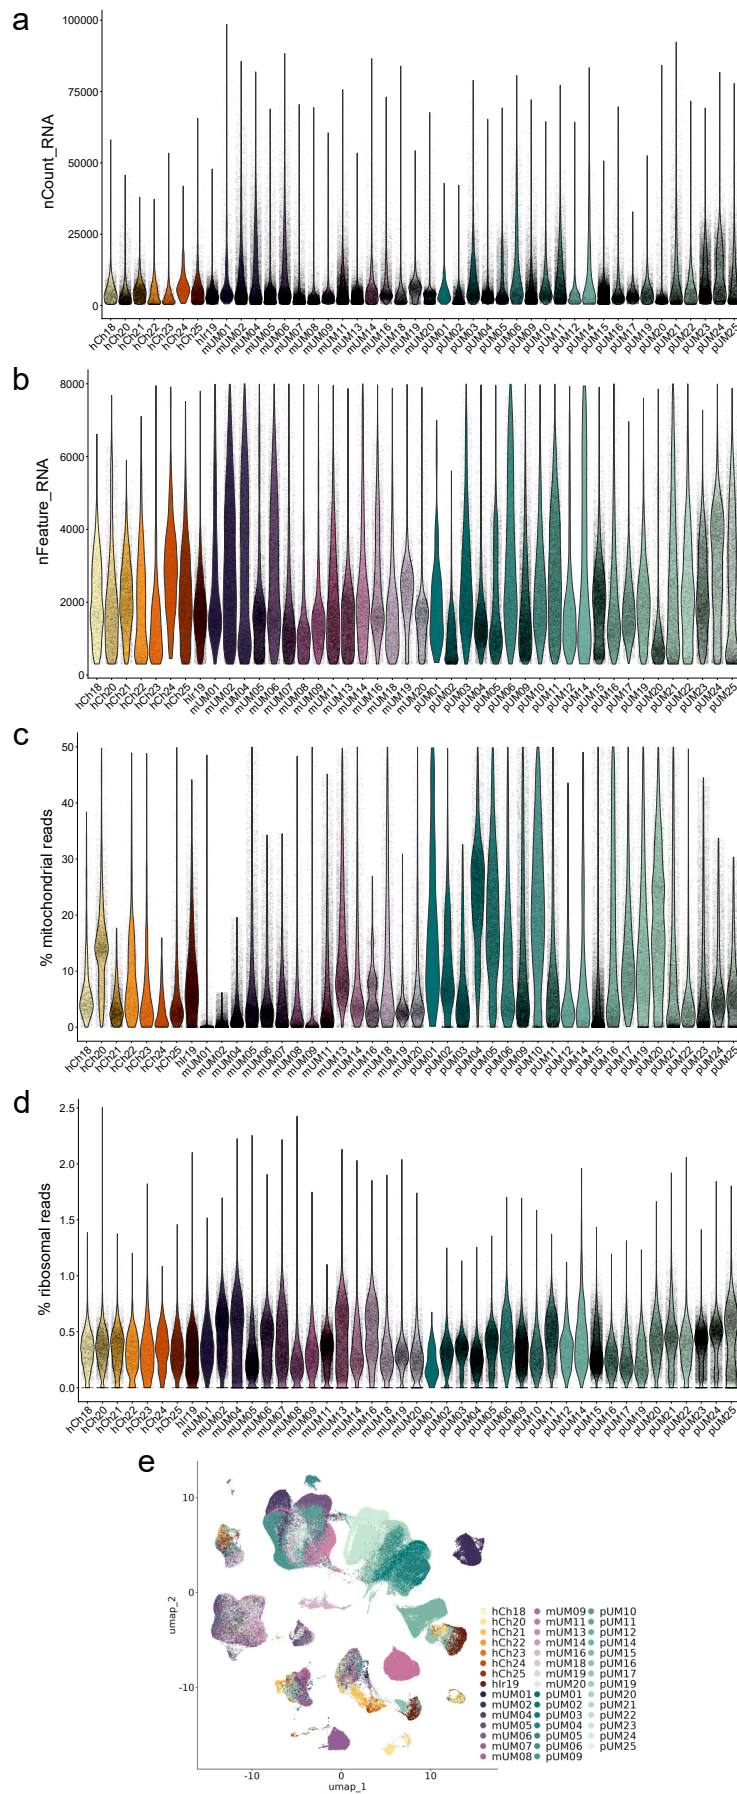 a
nCount_RNA
100000
75000
50000
25000
0
hCh18 hCh20 hCh21 hCh22 hCh23 hCh24 hCh25 hIr19 mUM01 mUM02 mUM04 mUM05 mUM06 mUM07 mUM08 mUM09 mUM11 mUM13 mUM14 mUM16 mUM18 mUM19 mUM20 pUM01 pUM02 pUM03 pUM04 pUM05 pUM06 pUM09 pUM10 pUM11 pUM12 pUM14 pUM15 pUM16 pUM17 pUM19 pUM20 pUM21 pUM22 pUM23 pUM24 pUM25
b
nFeature_RNA
8000
6000
4000
2000
0
hCh18 hCh20 hCh21 hCh22 hCh23 hCh24 hCh25 hIr19 mUM01 mUM02 mUM04 mUM05 mUM06 mUM07 mUM08 mUM09 mUM11 mUM13 mUM14 mUM16 mUM18 mUM19 mUM20 pUM01 pUM02 pUM03 pUM04 pUM05 pUM06 pUM09 pUM10 pUM11 pUM12 pUM14 pUM15 pUM16 pUM17 pUM19 pUM20 pUM21 pUM22 pUM23 pUM24 pUM25
c
% mitochondrial reads
50
40
30
20
10
0
hCh18 hCh20 hCh21 hCh22 hCh23 hCh24 hCh25 hIr19 mUM01 mUM02 mUM04 mUM05 mUM06 mUM07 mUM08 mUM09 mUM11 mUM13 mUM14 mUM16 mUM18 mUM19 mUM20 pUM01 pUM02 pUM03 pUM04 pUM05 pUM06 pUM09 pUM10 pUM11 pUM12 pUM14 pUM15 pUM16 pUM17 pUM19 pUM20 pUM21 pUM22 pUM23 pUM24 pUM25
d
% ribosomal reads
2.5
2.0
1.5
1.0
0.5
0.0
hCh18 hCh20 hCh21 hCh22 hCh23 hCh24 hCh25 hIr19 mUM01 mUM02 mUM04 mUM05 mUM06 mUM07 mUM08 mUM09 mUM11 mUM13 mUM14 mUM16 mUM18 mUM19 mUM20 pUM01 pUM02 pUM03 pUM04 pUM05 pUM06 pUM09 pUM10 pUM11 pUM12 pUM14 pUM15 pUM16 pUM17 pUM19 pUM20 pUM21 pUM22 pUM23 pUM24 pUM25
e
umap_2
10
0
-10
-10 0 10
umap_1
hCh18 mUM09 pUM10
hCh20 mUM11 pUM11
hCh21 mUM13 pUM12
hCh22 mUM14 pUM14
hCh23 mUM16 pUM15
hCh24 mUM18 pUM16
hCh25 mUM19 pUM17
hIr19 mUM20 pUM19
mUM01 pUM01 pUM20
mUM02 pUM02 pUM21
mUM04 pUM03 pUM22
mUM05 pUM04 pUM23
mUM06 pUM05 pUM24
mUM07 pUM06 pUM25
mUM08 pUM09